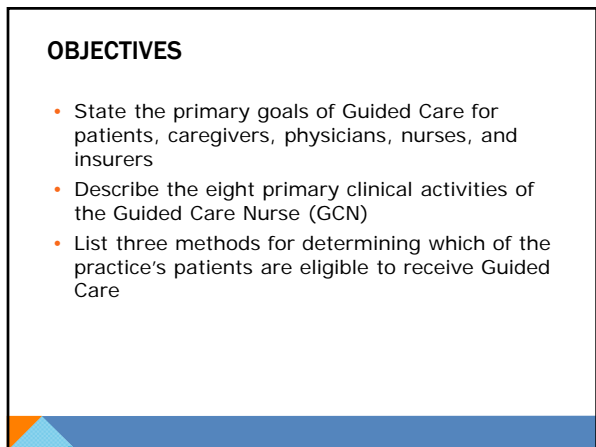 OBJECTIVES
• State the primary goals of Guided Care for
patients, caregivers, physicians, nurses, and
insurers
• Describe the eight primary clinical activities of
the Guided Care Nurse (GCN)
• List three methods for determining which of the
practice's patients are eligible to receive Guided
Care